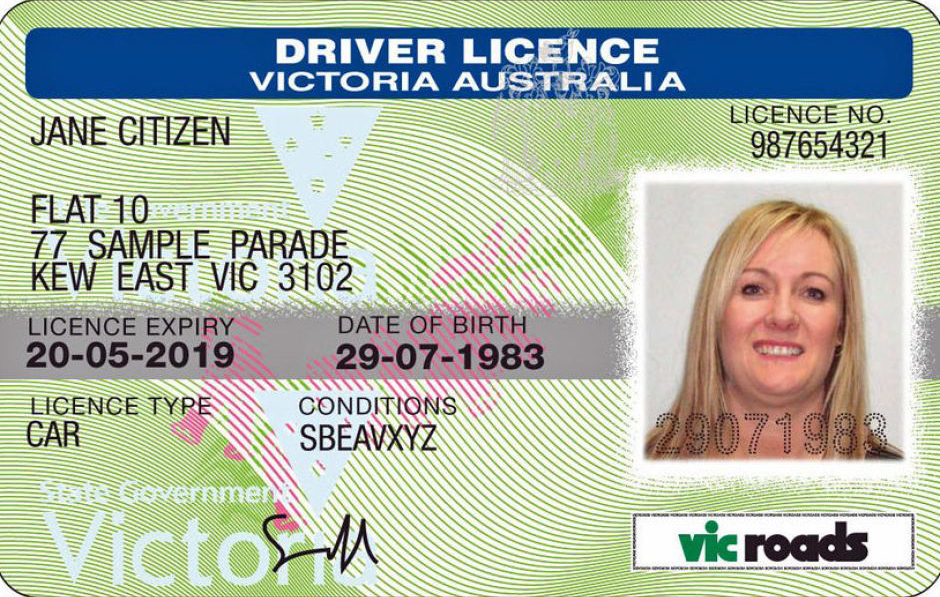 DRIVER LICENCE
VICTORIA AUSTRALIA
JANE CITIZEN
LICENCE NO.
987654321
FLAT 10
77 SAMPLE PARADE
KEW EAST VIC 3102
LICENCE EXPIRY
20-05-2019
DATE OF BIRTH
29-07-1983
LICENCE TYPE
CAR
CONDITIONS
SBEAVXYZ
29071983
State Government
Victoria
vic roads